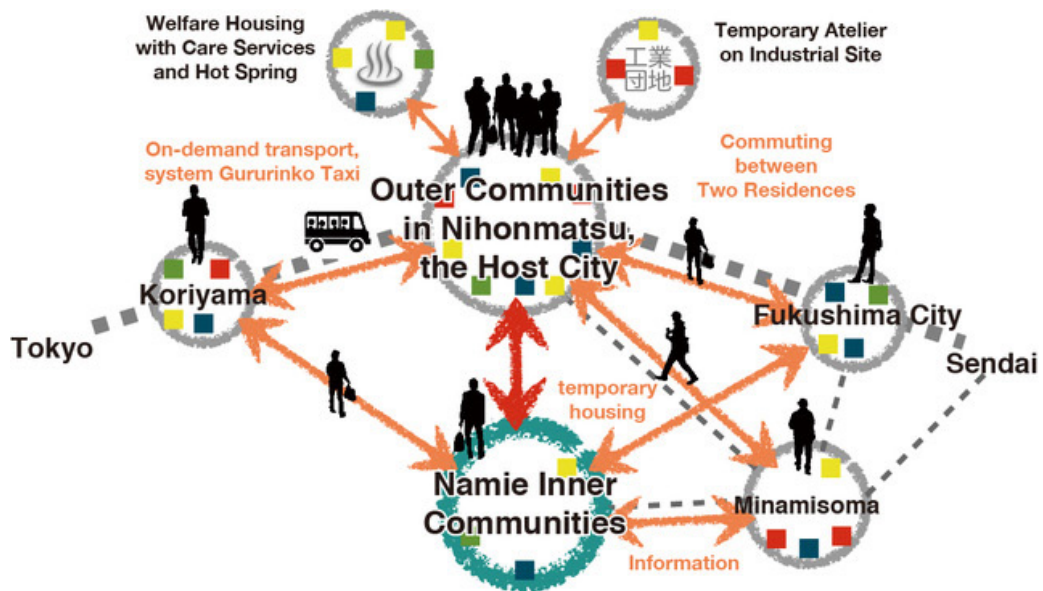 Welfare Housing
with Care Services
and Hot Spring
工業
団地
Temporary Atelier
on Industrial Site
On-demand transport,
system Gururinko Taxi
Commuting
between
Two Residences
Outer Communities
in Nihonmatsu,
the Host City
Koriyama
Fukushima City
Tokyo
Sendai
temporary
housing
Namie Inner
Communities
Minamisoma
Information